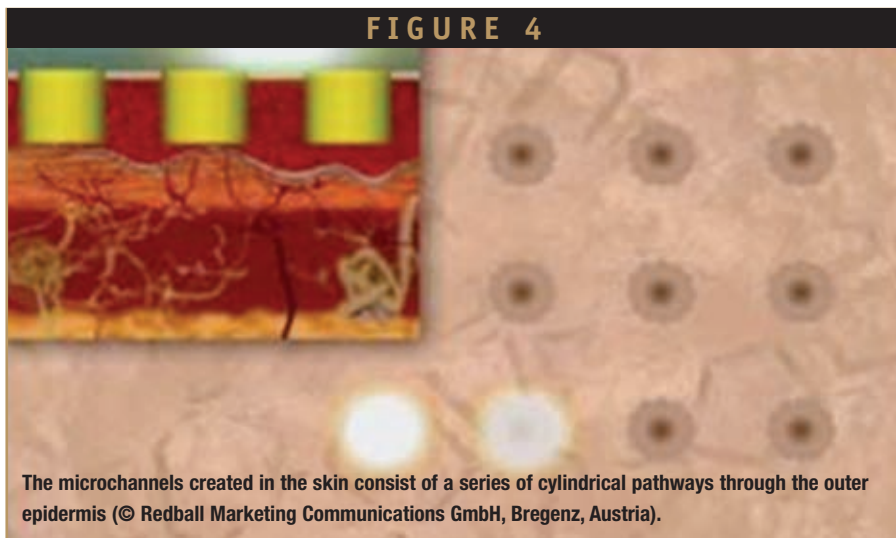 FIGURE 4
The microchannels created in the skin consist of a series of cylindrical pathways through the outer
epidermis (© Redball Marketing Communications GmbH, Bregenz, Austria).